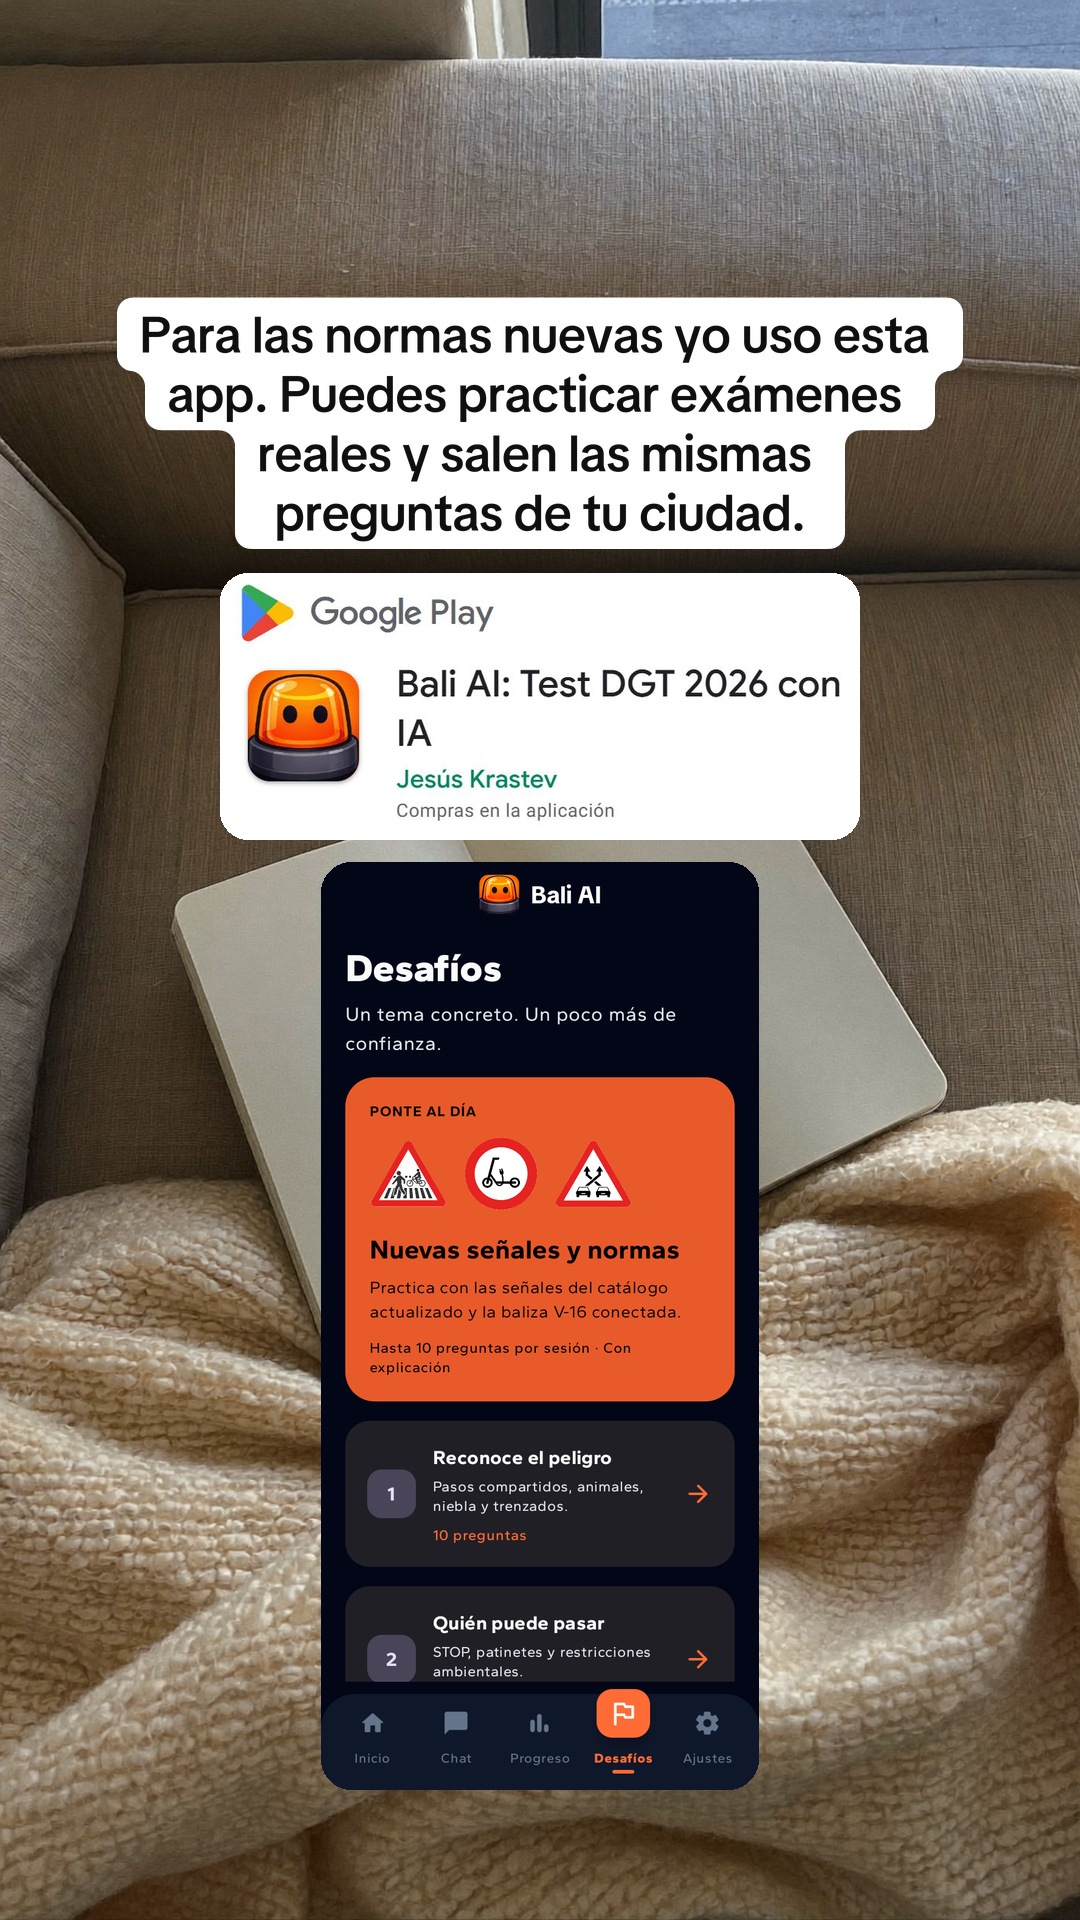 Para las normas nuevas yo uso esta
app. Puedes practicar exámenes
reales y salen las mismas
preguntas de tu ciudad.
Google Play
Bali AI: Test DGT 2026 con
IA
Jesús Krastev
Compras en la aplicación
Bali AI
Desafíos
Un tema concreto. Un poco más de
confianza.
PONTE AL DÍA
Nuevas señales y normas
Practica con las señales del catálogo
actualizado y la baliza V-16 conectada.
Hasta 10 preguntas por sesión · Con
explicación
1
Reconoce el peligro
Pasos compartidos, animales,
niebla y trenzados.
10 preguntas
2
Quién puede pasar
STOP, patinetes y restricciones
ambientales.
Inicio
Chat
Progreso
Desafíos
Ajustes